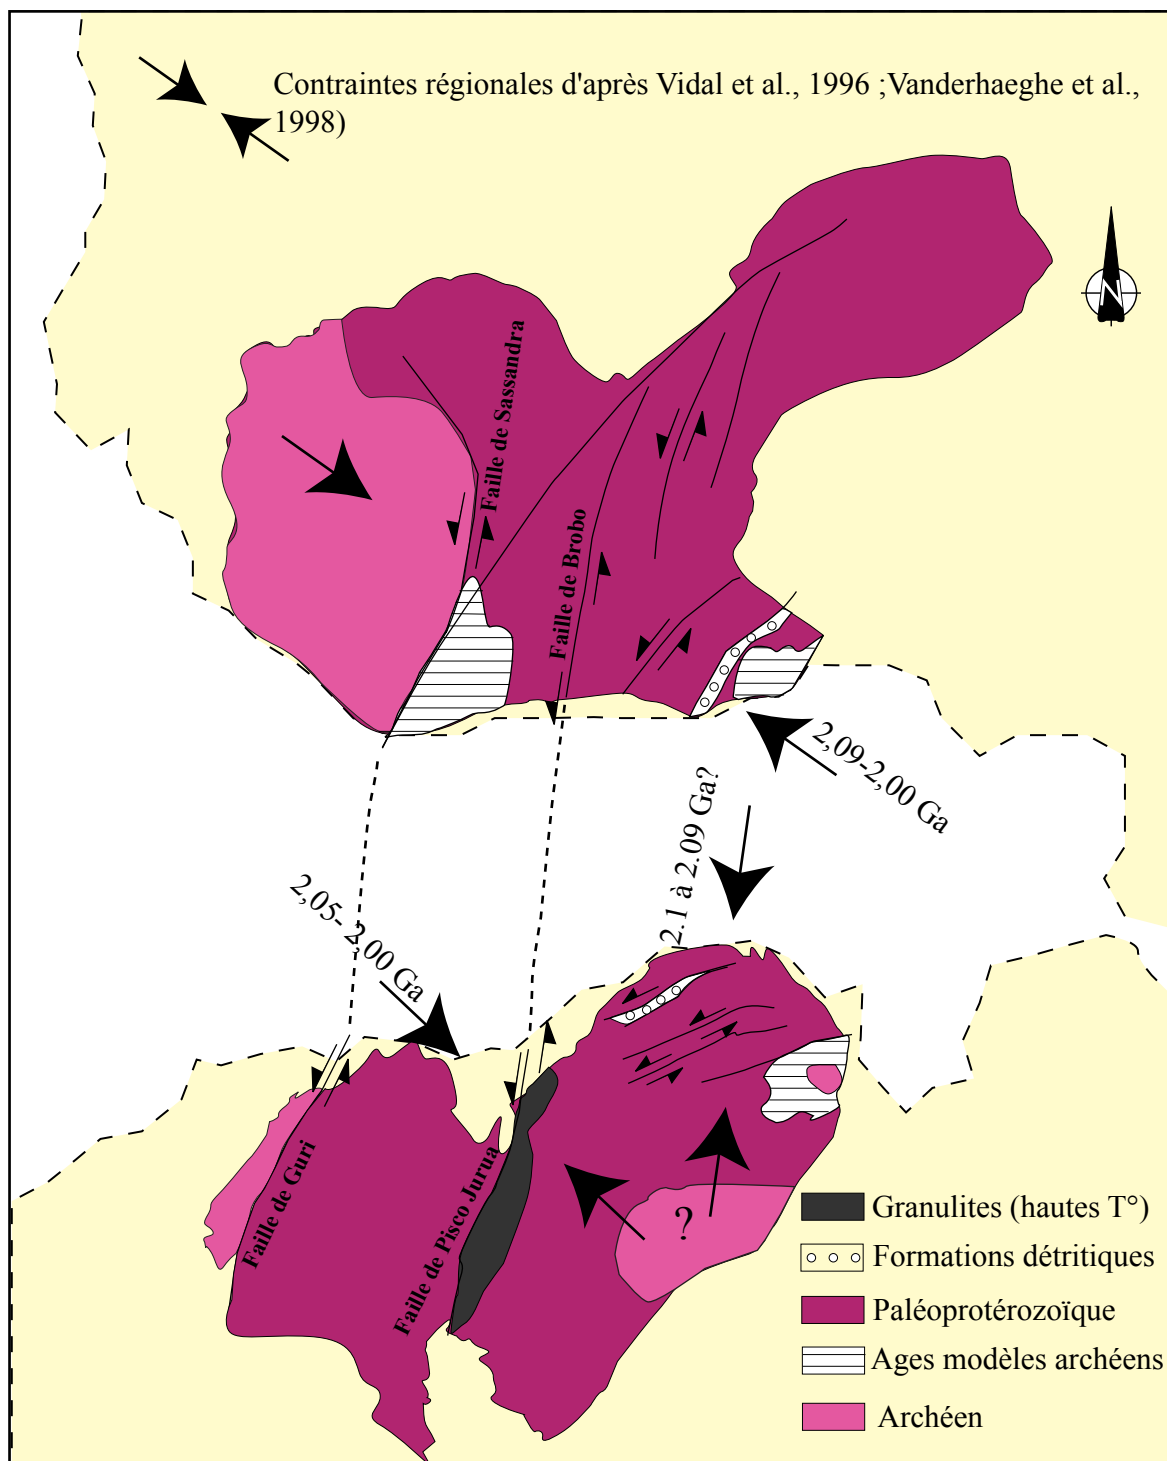 Contraintes régionales d'après Vidal et al., 1996 ;Vanderhaeghe et al.,
1998)
N
Faille de Sassandra
Faille de Brobo
2,09-2,00 Ga
2.1 à 2.09 Ga?
2,05- 2,00 Ga
Faille de Guri
Faille de Pisco Jurua
?
Granulites (hautes T°)
Formations détritiques
Paléoprotérozoïque
Ages modèles archéens
Archéen